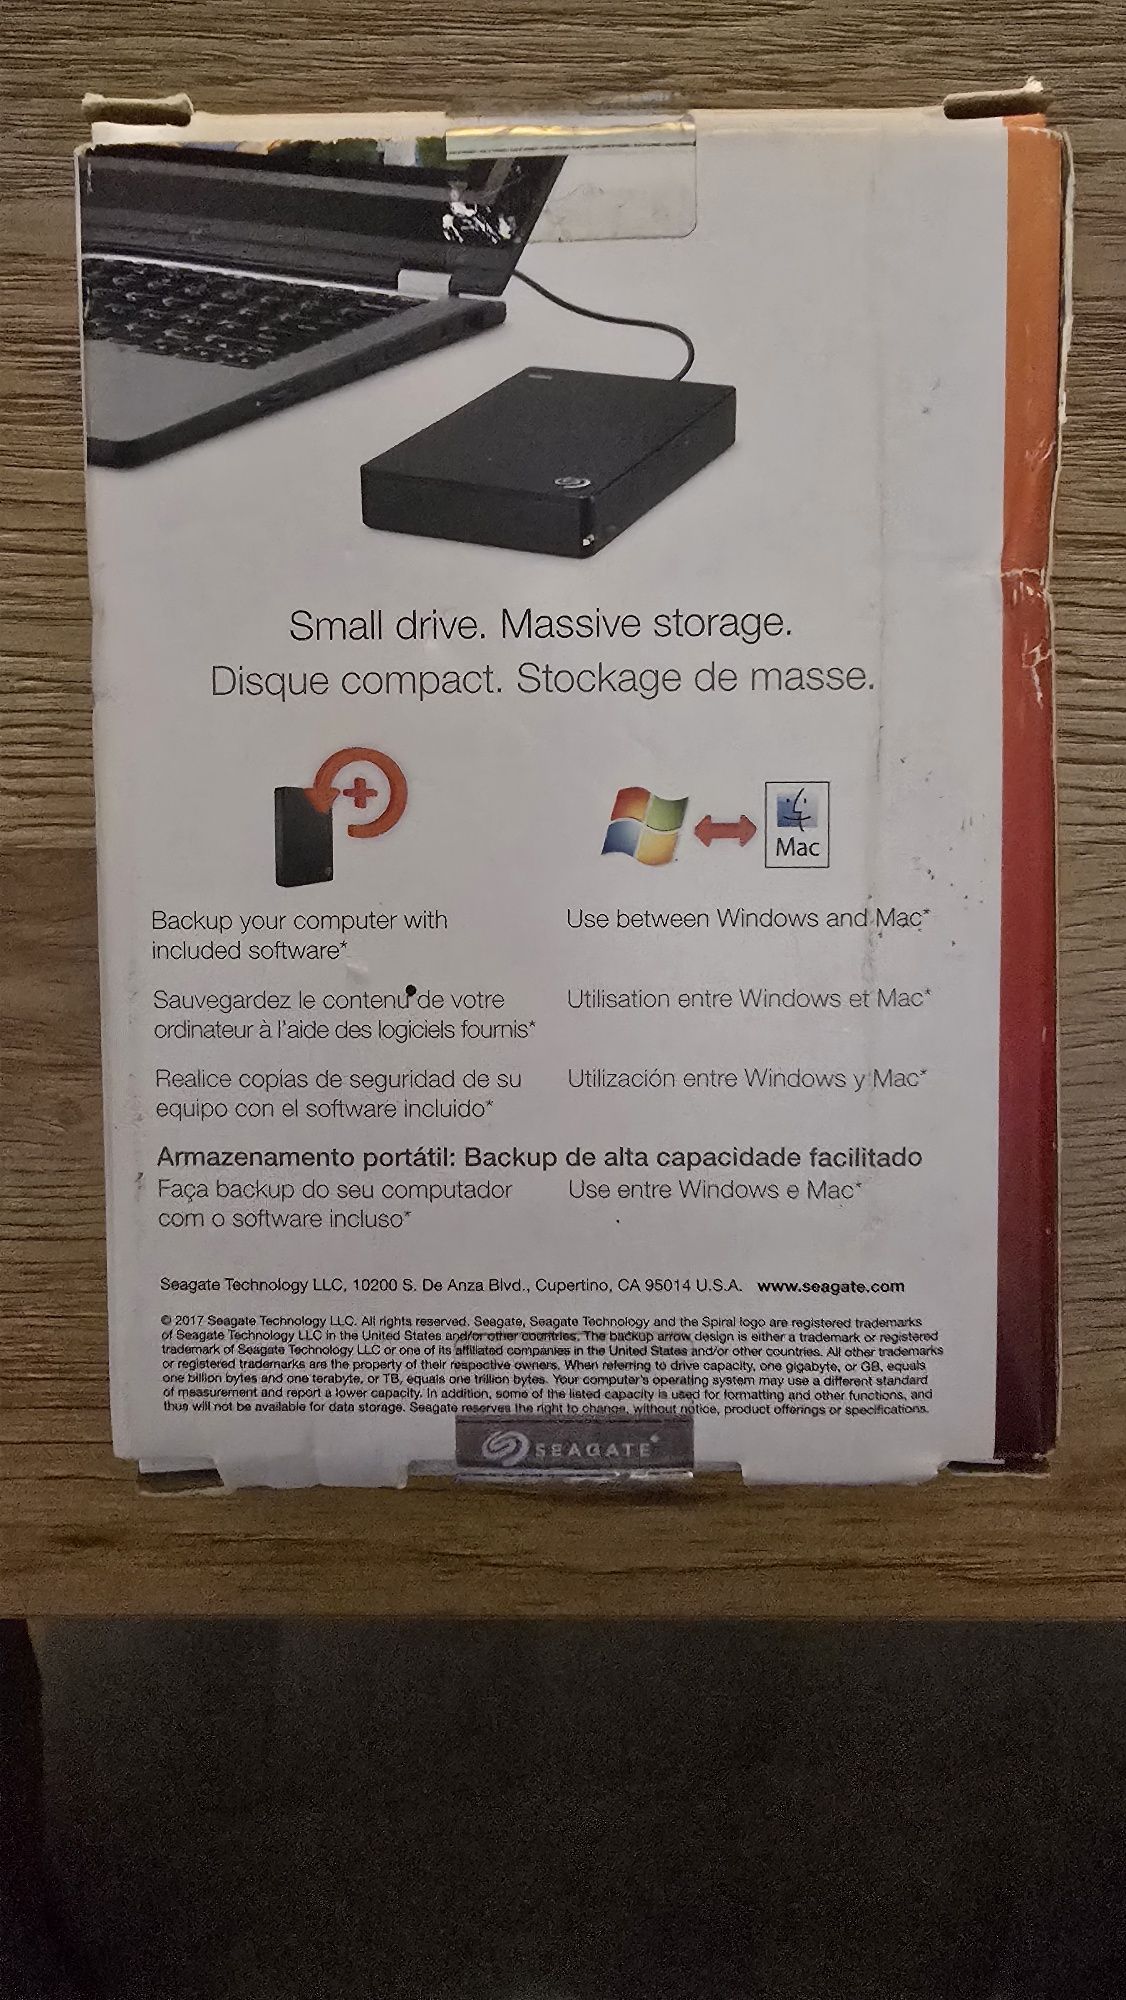 Small drive. Massive storage.
Disque compact. Stockage de masse.
Mac
Backup your computer with
included software*
Use between Windows and Mac*
Sauvegardez le contenu de votre
ordinateur à l'aide des logiciels fournis*
Utilisation entre Windows et Mac*
Realice copias de seguridad de su
equipo con el software incluido*
Utilización entre Windows y Mac*
Armazenamento portátil: Backup de alta capacidade facilitado
Faça backup do seu computador
com o software incluso*
Use entre Windows e Mac*
Seagate Technology LLC, 10200 S. De Anza Blvd., Cupertino, CA 95014 U.S.A. www.seagate.com
© 2017 Seagate Technology LLC. All rights reserved. Seagate, Seagate Technology and the Spiral logo are registered trademarks
of Seagate Technology LLC in the United States and/or other countries. The backup arrow design is either a trademark or registered
trademark of Seagate Technology LLC or one of its affiliated companies in the United States and/or other countries. All other trademarks
or registered trademarks are the property of their respective owners. When referring to drive capacity, one gigabyte, or GB, equals
one billion bytes and one terabyte, or TB, equals one trillion bytes. Your computer's operating system may use a different standard
of measurement and report a lower capacity. In addition, some of the listed capacity is used for formatting and other functions, and
thus will not be available for data storage. Seagate reserves the right to change, without notice, product offerings or specifications.
SEAGATE